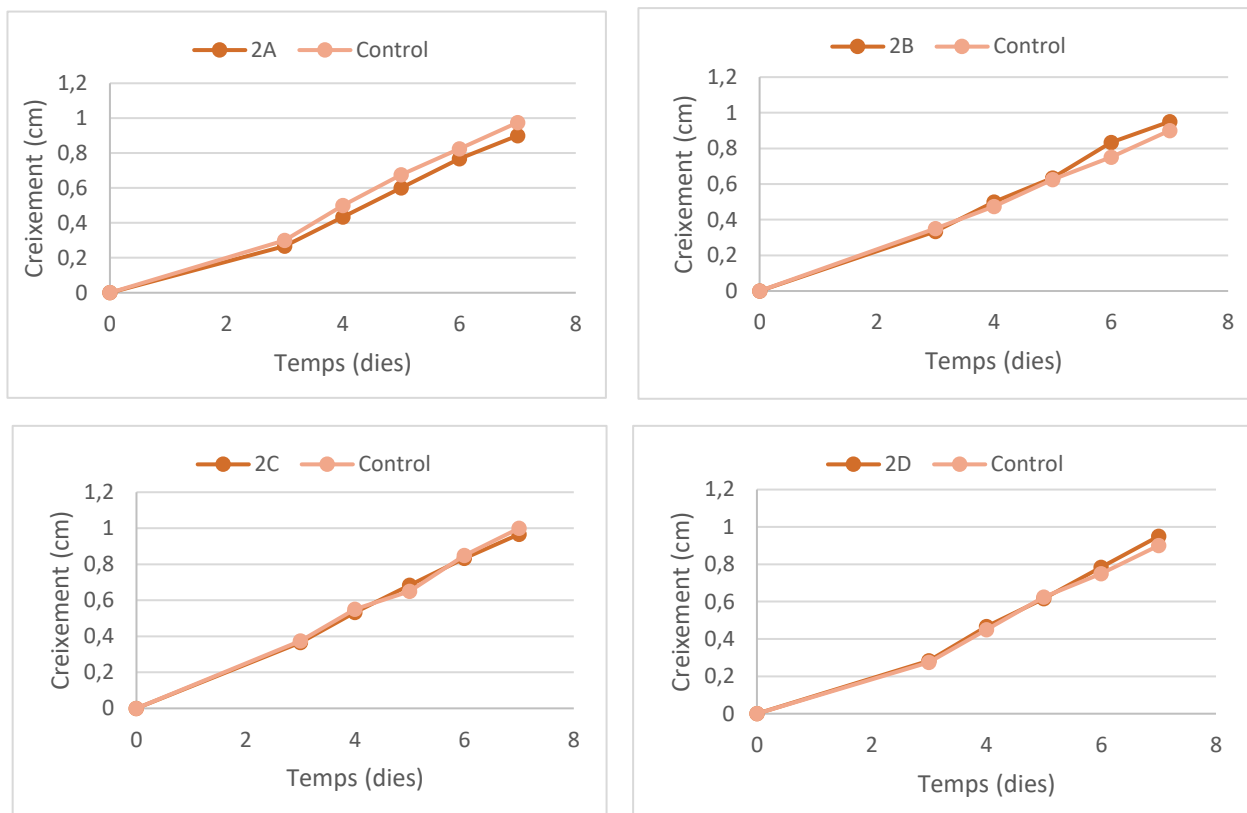 2A Control
1,2
1
0,8
0,6
0,4
0,2
0
0 2 4 6 8
Creixement (cm)
Temps (dies)
2B Control
1,2
1
0,8
0,6
0,4
0,2
0
0 2 4 6 8
Creixement (cm)
Temps (dies)
2C Control
1,2
1
0,8
0,6
0,4
0,2
0
0 2 4 6 8
Creixement (cm)
Temps (dies)
2D Control
1,2
1
0,8
0,6
0,4
0,2
0
0 2 4 6 8
Creixement (cm)
Temps (dies)